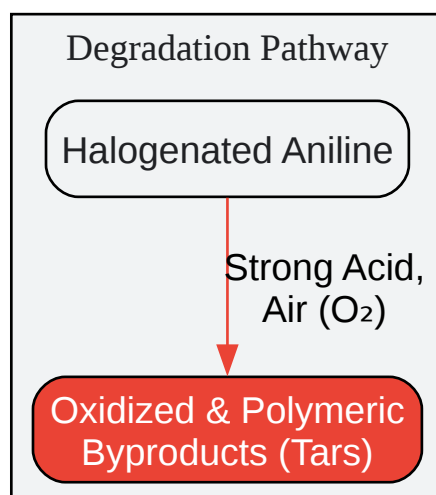 Degradation Pathway
Halogenated Aniline
Strong Acid,
Air (O₂)
Oxidized & Polymeric
Byproducts (Tars)